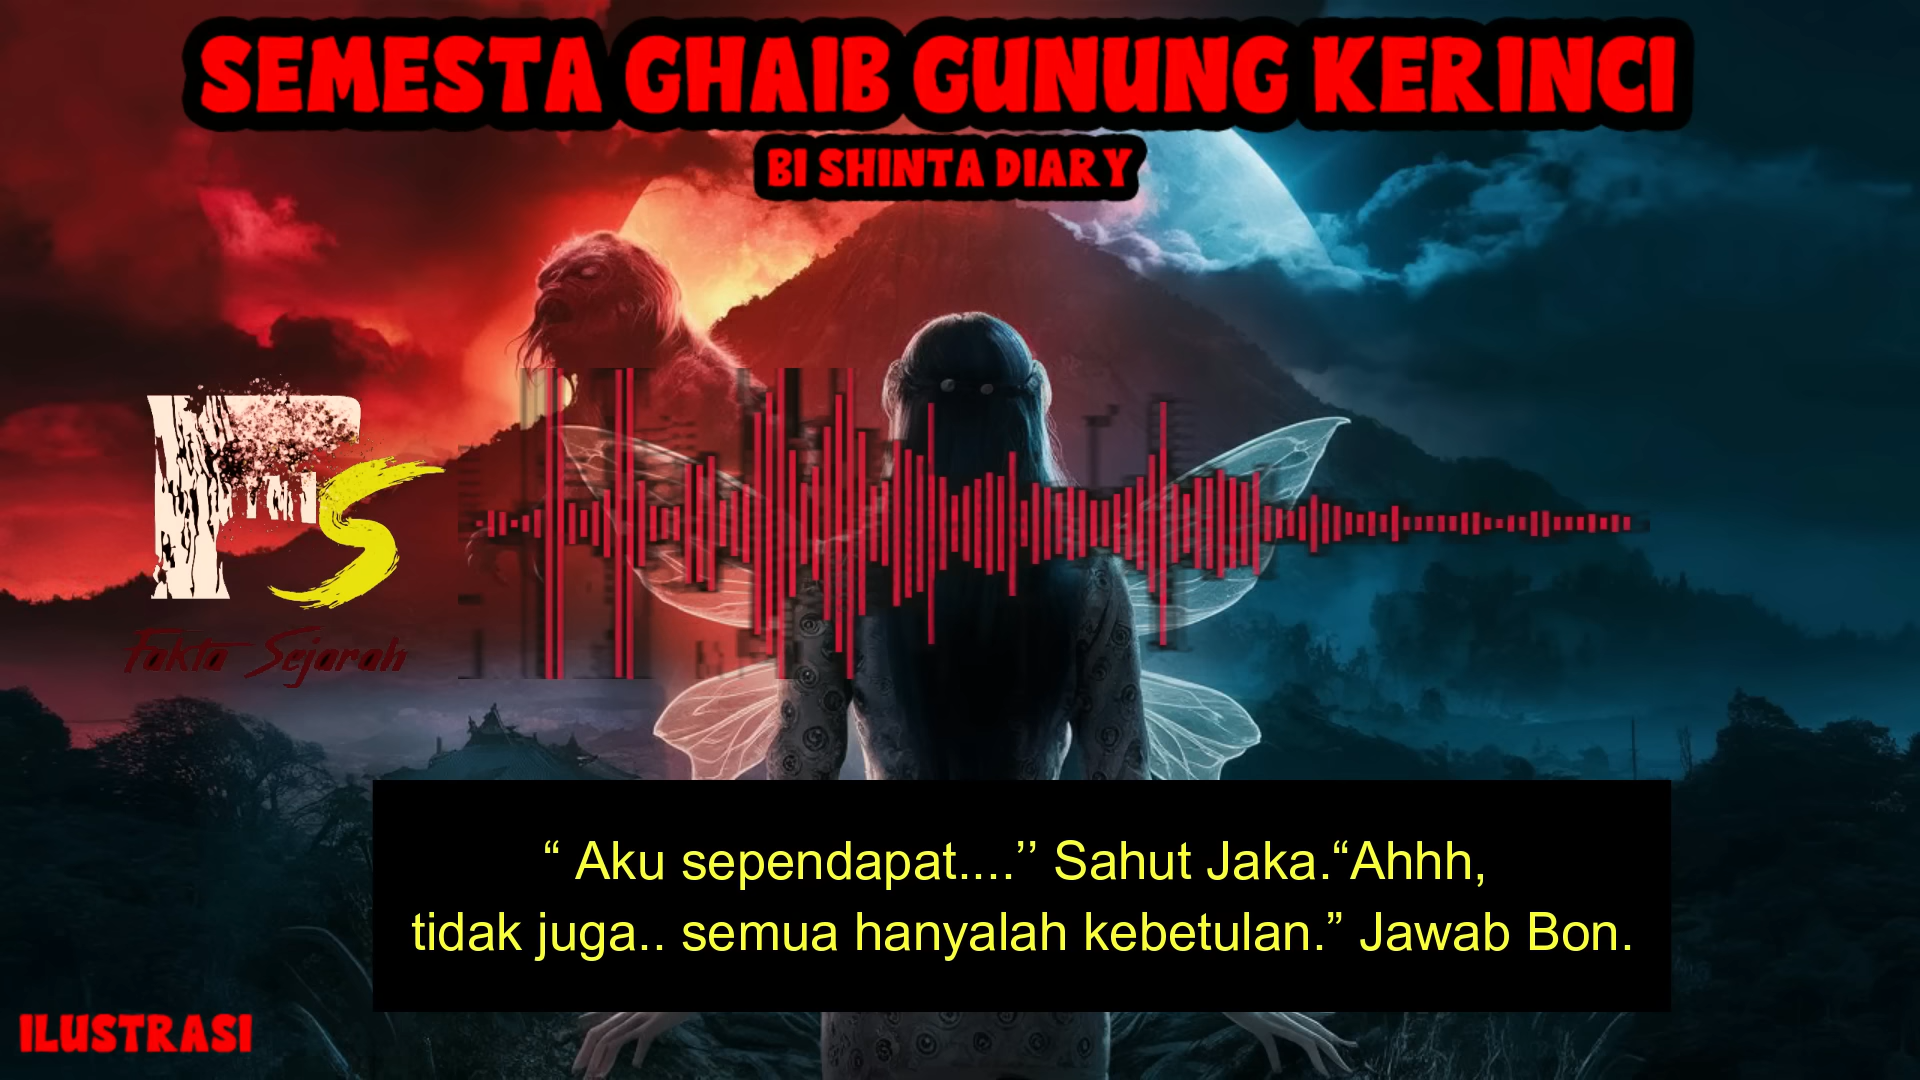 SEMESTA GHAIB GUNUNG KERINCI
BI SHINTA DIARY
FS
Fakta Sejarah
“ Aku sependapat....’’ Sahut Jaka.“Ahhh,
tidak juga.. semua hanyalah kebetulan.” Jawab Bon.
ILUSTRASI